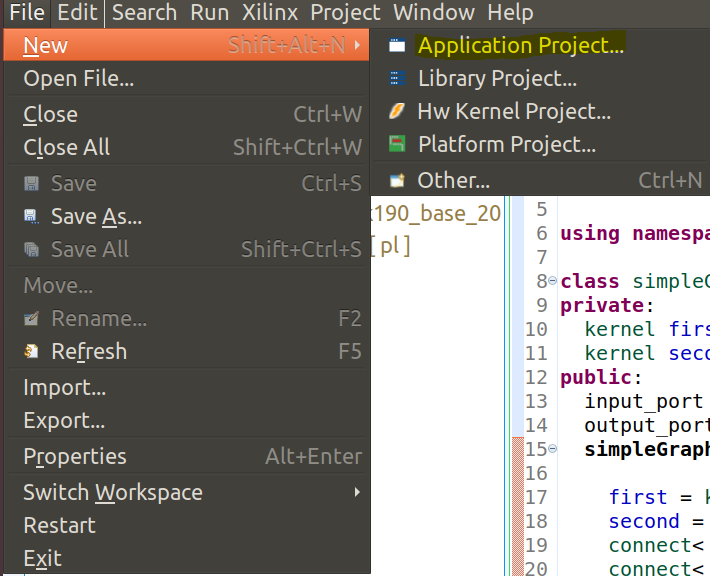 File Edit Search Run Xilinx Project Window Help
New Shift+Alt+N
Open File...
Close Ctrl+W
Close All Shift+Ctrl+W
Save Ctrl+S
Save As...
Save All Shift+Ctrl+S
Move...
Rename... F2
Refresh F5
Import...
Export...
Properties Alt+Enter
Switch Workspace
Restart
Exit
Application Project...
Library Project...
Hw Kernel Project...
Platform Project...
Other... Ctrl+N
k190_base_20
[ pl ]
5
6 using namespa
7
8 class simpleG
9 private:
10 kernel firs
11 kernel seco
12 public:
13 input_port
14 output_port
15 simpleGraph
16
17 first = k
18 second =
19 connect<
20 connect<